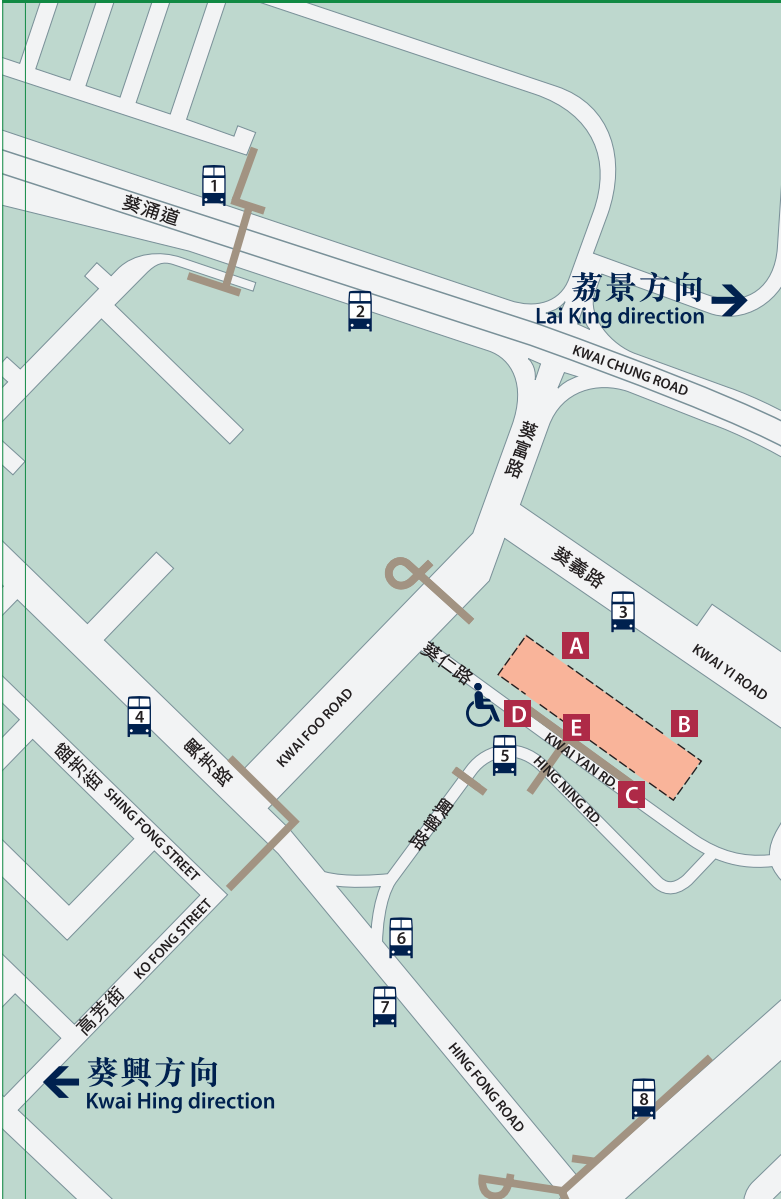 1
葵涌道
荔景方向
Lai King direction
2
KWAI CHUNG ROAD
葵富路
葵義路
3
A
葵仁路
KWAI YI ROAD
D
B
E
4
KWAI FOO ROAD
5
KWAI YAN RD.
興芳路
盛芳街
HING NING RD.
C
SHING FONG STREET
興寧路
KO FONG STREET
6
高芳街
7
葵興方向
Kwai Hing direction
HING FONG ROAD
8